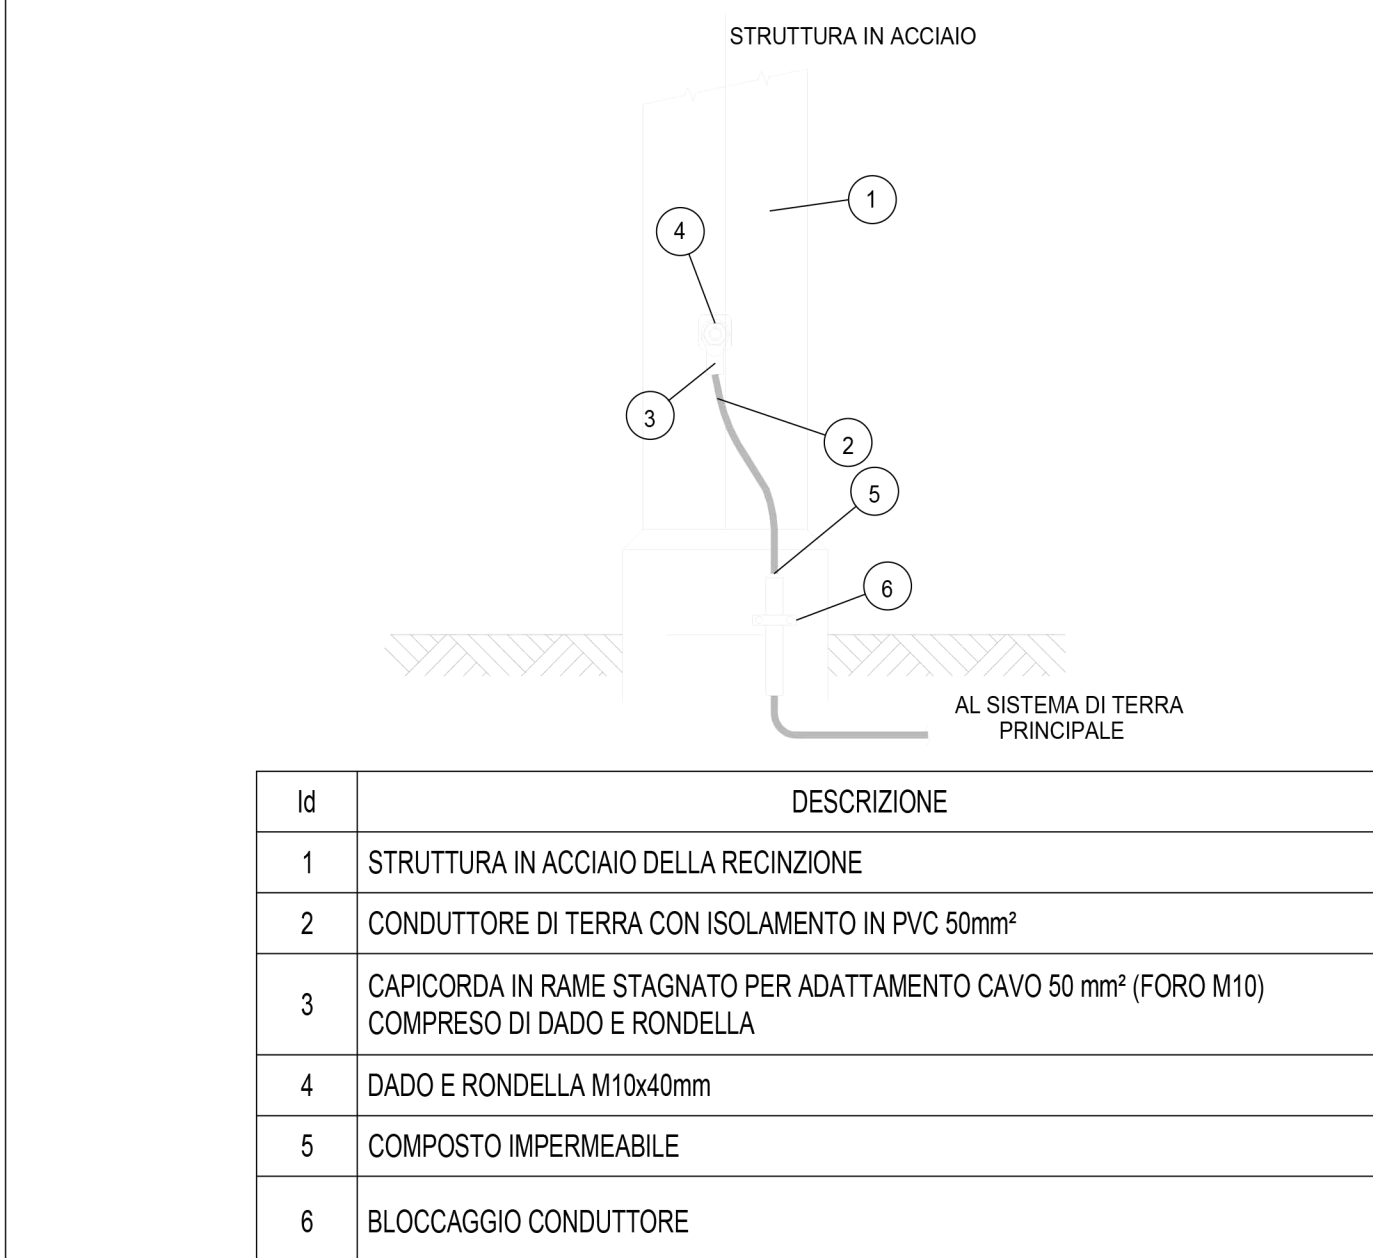 STRUTTURA IN ACCIAIO
1
4
3
2
5
6
AL SISTEMA DI TERRA
PRINCIPALE
Id DESCRIZIONE
1 STRUTTURA IN ACCIAIO DELLA RECINZIONE
2 CONDUTTORE DI TERRA CON ISOLAMENTO IN PVC 50mm²
3 CAPICORDA IN RAME STAGNATO PER ADATTAMENTO CAVO 50 mm² (FORO M10)
COMPRESO DI DADO E RONDELLA
4 DADO E RONDELLA M10x40mm
5 COMPOSTO IMPERMEABILE
6 BLOCCAGGIO CONDUTTORE